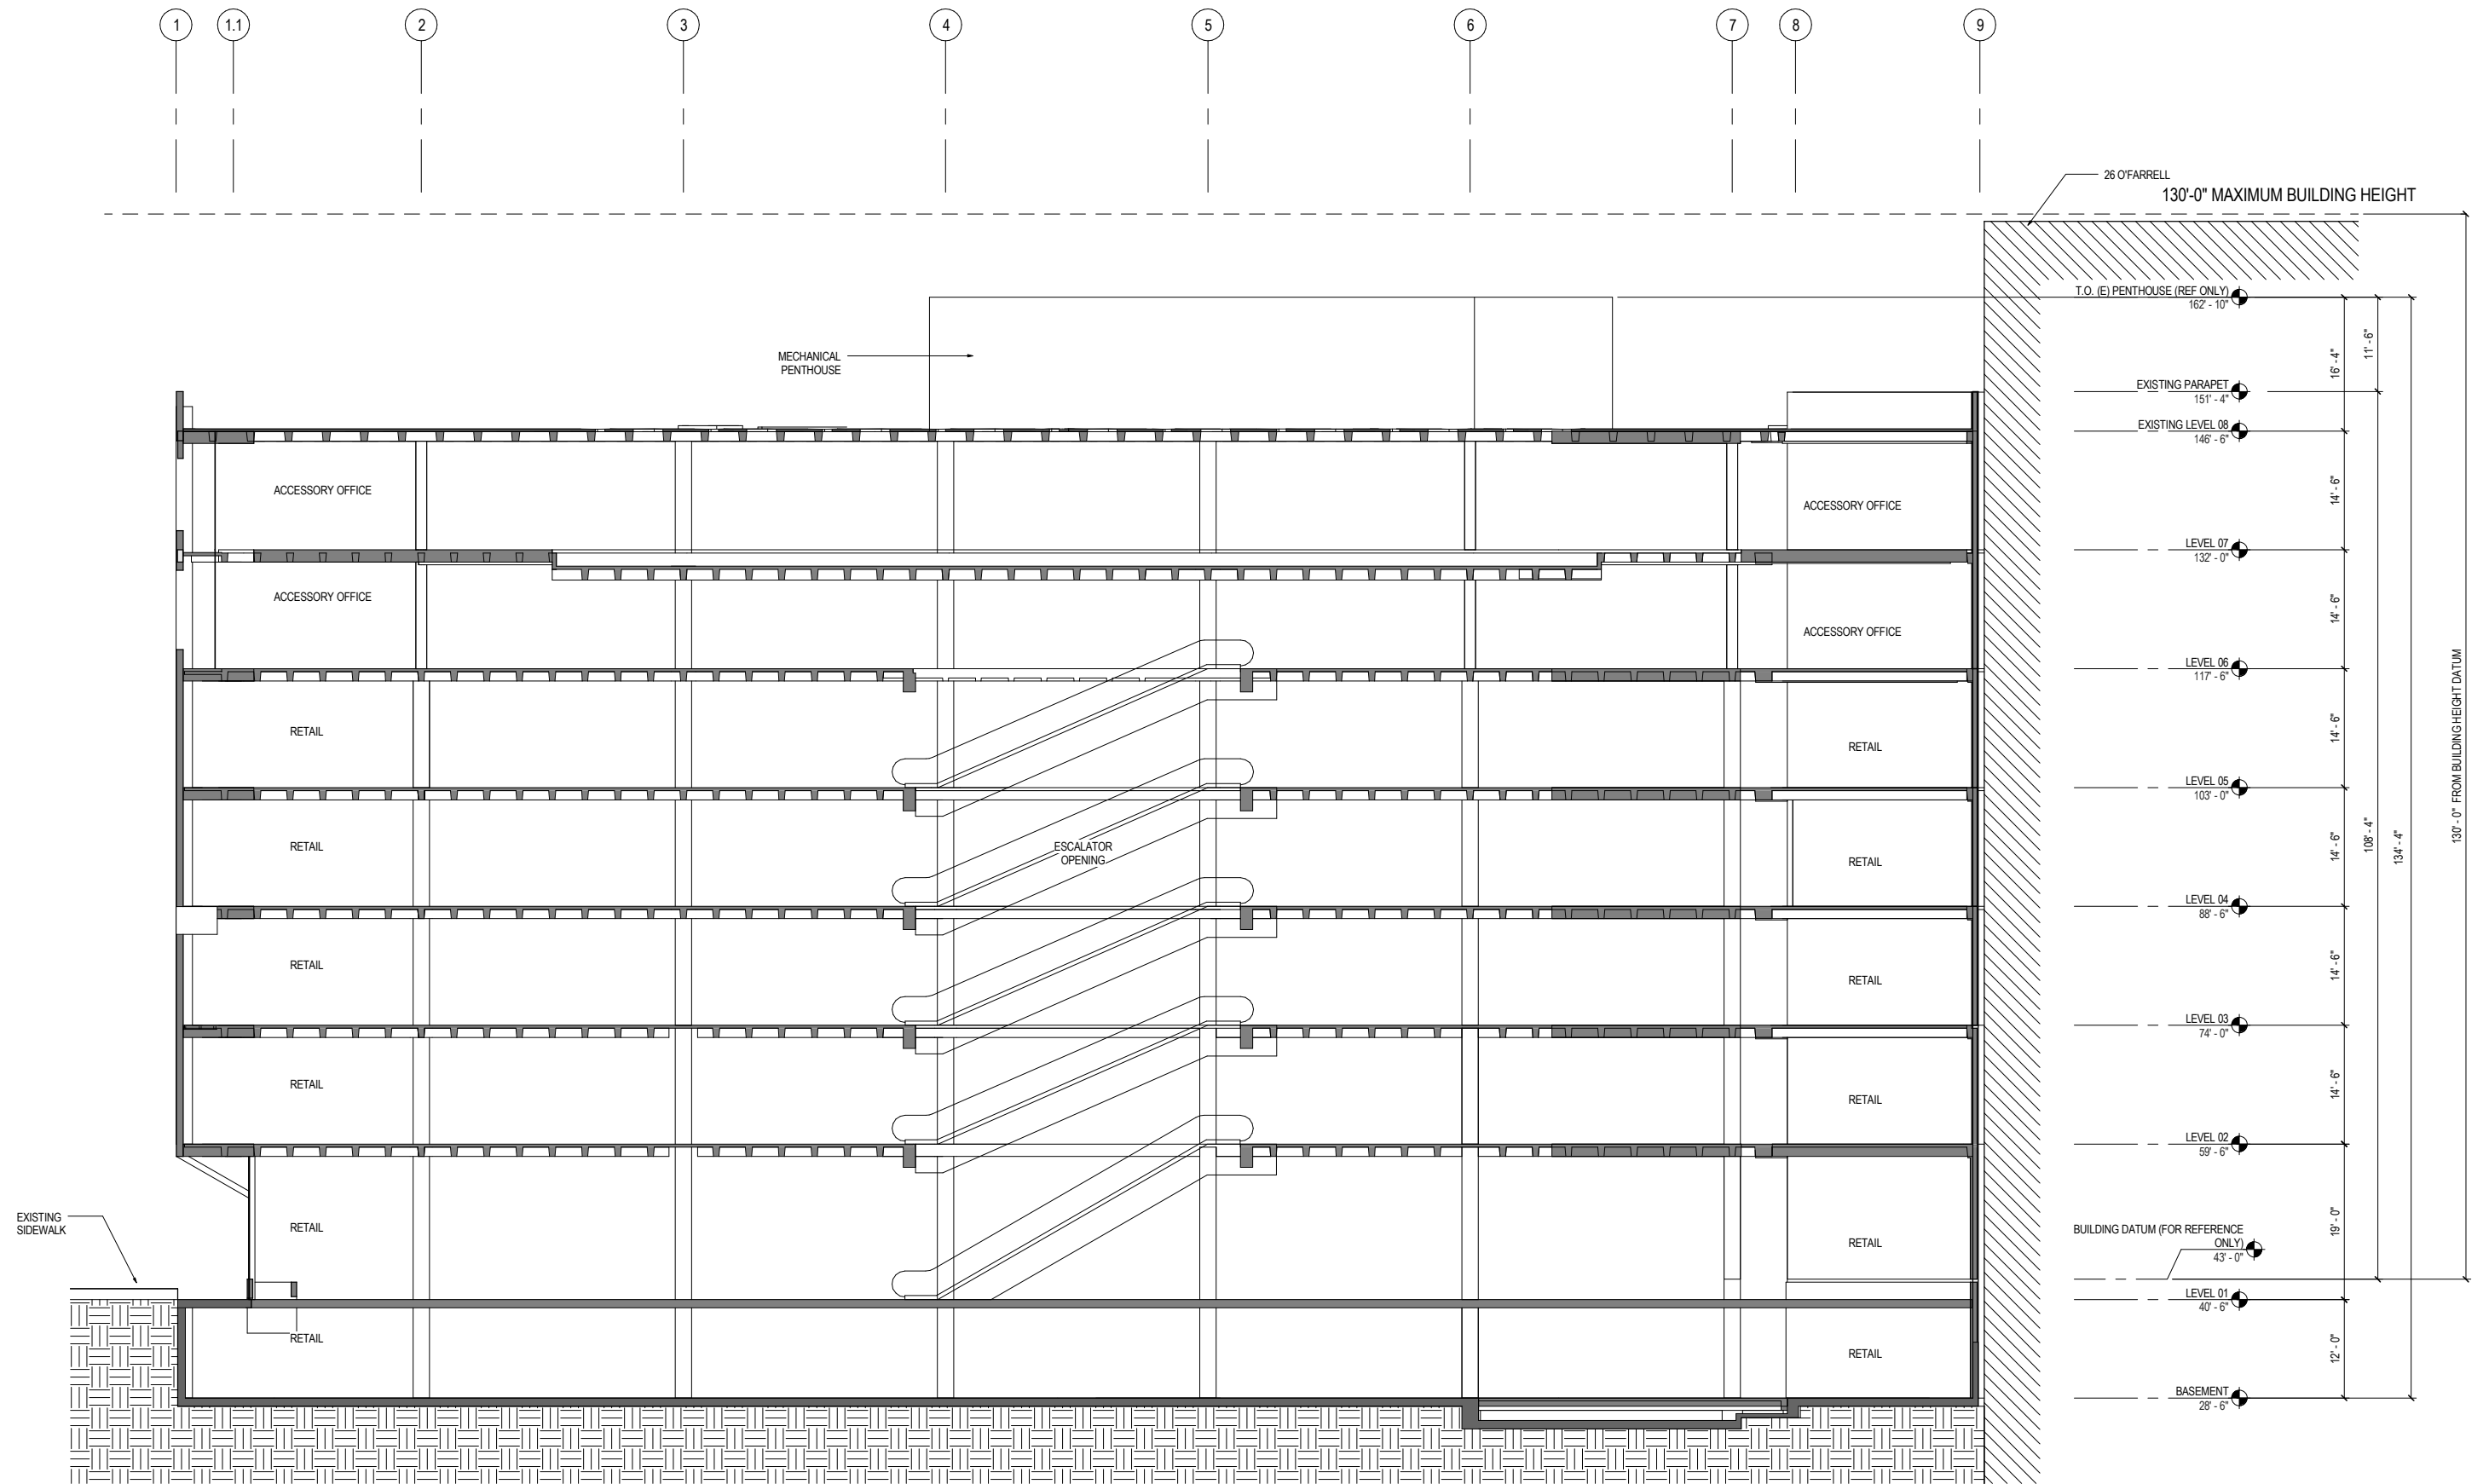 1
1.1
2
3
4
5
6
7
8
9
26 O'FARRELL
130'-0" MAXIMUM BUILDING HEIGHT
T.O. (E) PENTHOUSE (REF ONLY)
162' - 10"
MECHANICAL
PENTHOUSE
16' - 4"
11' - 6"
EXISTING PARAPET
151' - 4"
EXISTING LEVEL 08
146' - 6"
ACCESSORY OFFICE
ACCESSORY OFFICE
14' - 6"
LEVEL 07
132' - 0"
ACCESSORY OFFICE
ACCESSORY OFFICE
14' - 6"
LEVEL 06
117' - 6"
RETAIL
RETAIL
14' - 6"
LEVEL 05
103' - 0"
RETAIL
ESCALATOR
OPENING
RETAIL
14' - 6"
108' - 4"
134' - 4"
130' - 0" FROM BUILDING HEIGHT DATUM
LEVEL 04
88' - 6"
RETAIL
RETAIL
14' - 6"
LEVEL 03
74' - 0"
RETAIL
RETAIL
14' - 6"
LEVEL 02
59' - 6"
EXISTING
SIDEWALK
RETAIL
RETAIL
19' - 0"
BUILDING DATUM (FOR REFERENCE
ONLY)
43' - 0"
LEVEL 01
40' - 6"
RETAIL
RETAIL
12' - 0"
BASEMENT
28' - 6"